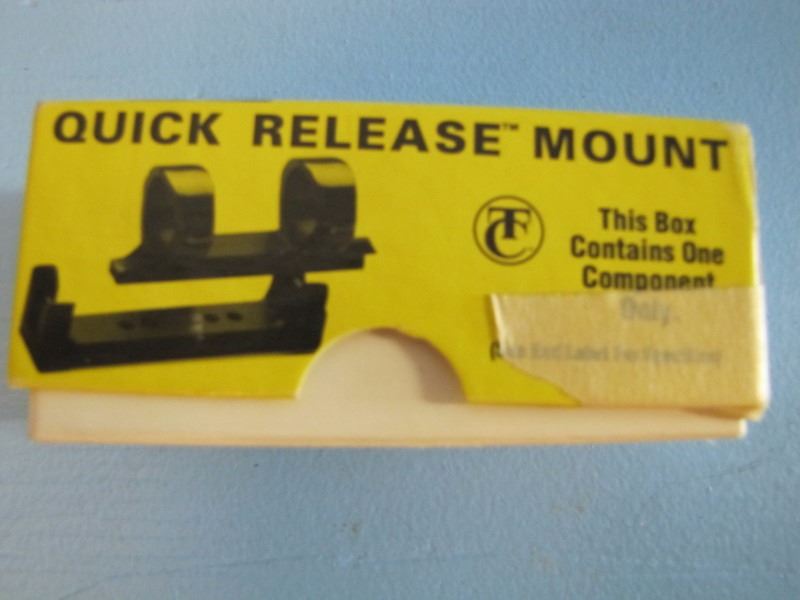 QUICK RELEASE™ MOUNT
TC
This Box
Contains One
Component
Only.